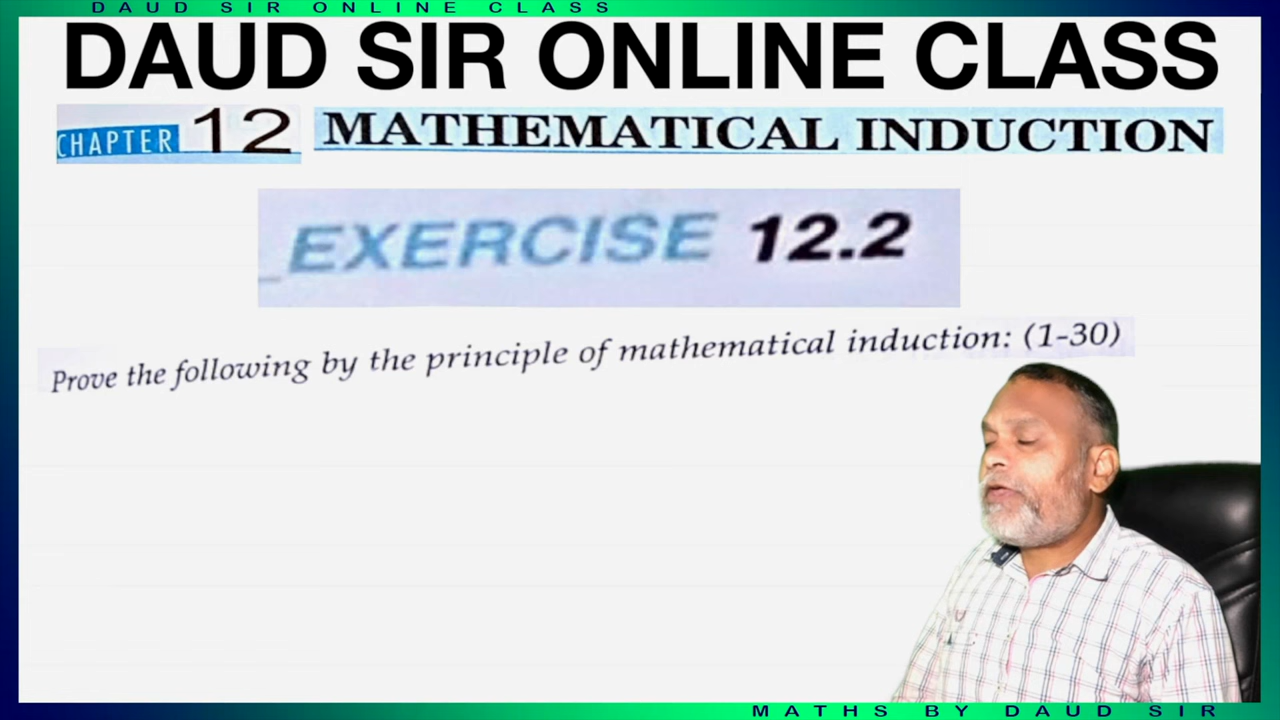 DAUD SIR ONLINE CLASS
DAUD SIR ONLINE CLASS
CHAPTER 12 MATHEMATICAL INDUCTION
EXERCISE 12.2
Prove the following by the principle of mathematical induction: (1-30)
MATHS BY DAUD SIR